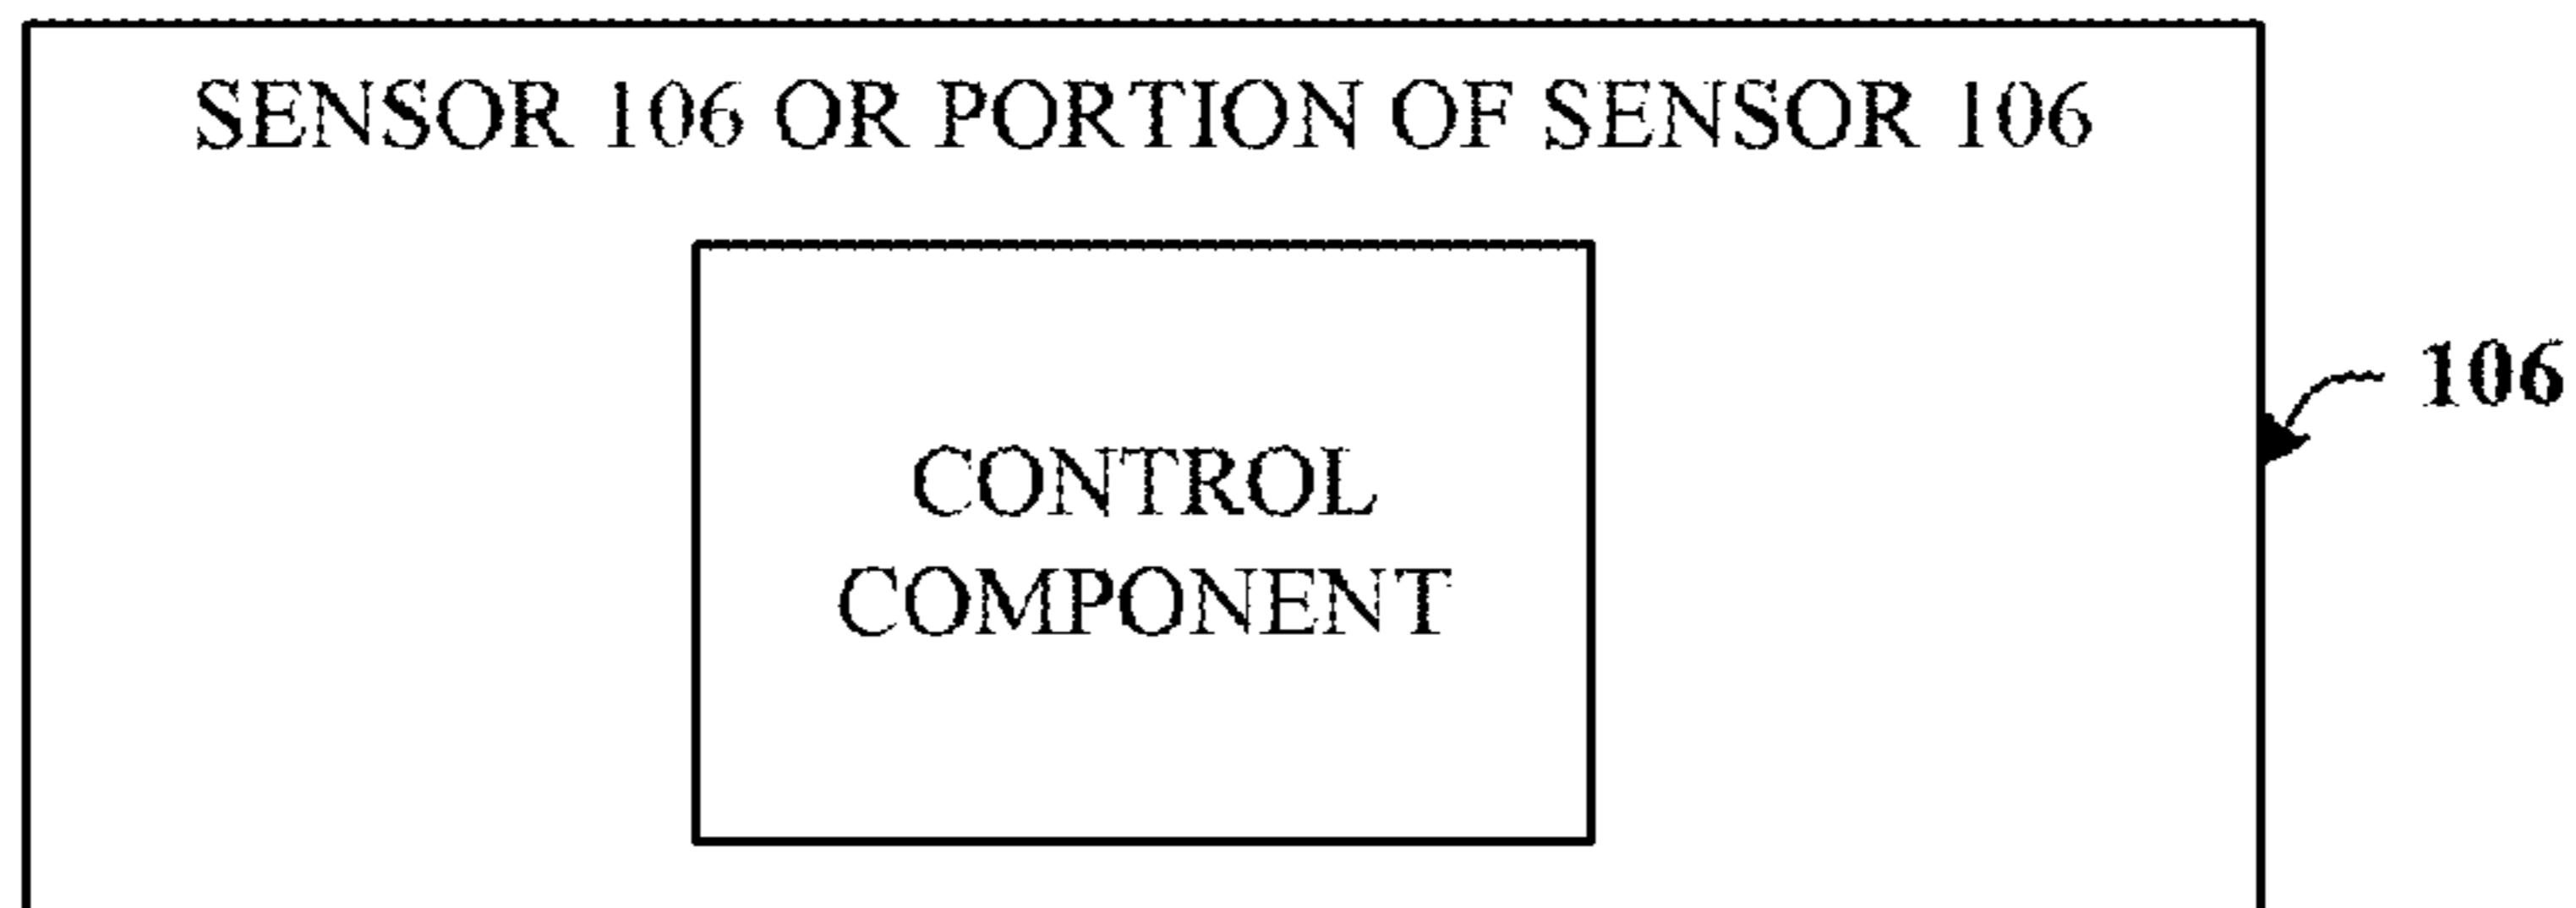 SENSOR 106 OR PORTION OF SENSOR 106
106
CONTROL
COMPONENT